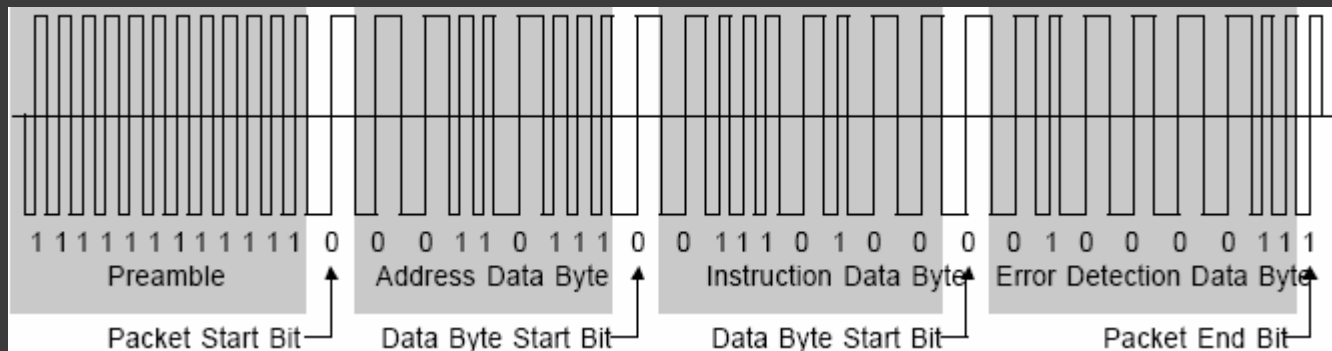 1 1 1 1 1 1 1 1 1 1 1 1 0 0 0 1 1 0 1 1 1 0 0 1 1 1 0 1 0 0 0 0 1 0 0 0 0 1 1 1
Preamble Address Data Byte Instruction Data Byte Error Detection Data Byte
Packet Start Bit Data Byte Start Bit Data Byte Start Bit Packet End Bit